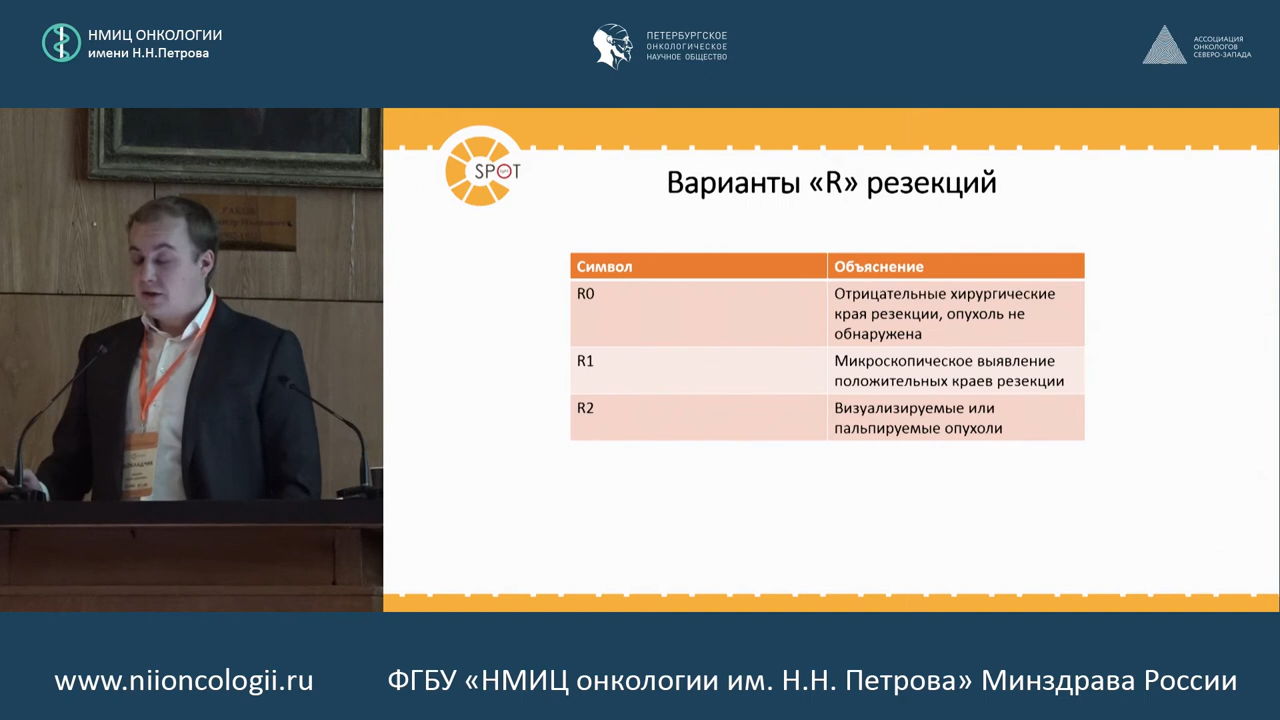 НМИЦ ОНКОЛОГИИ
имени Н.Н.Петрова
ПЕТЕРБУРГСКОЕ
ОНКОЛОГИЧЕСКОЕ
НАУЧНОЕ ОБЩЕСТВО
АССОЦИАЦИЯ
ОНКОЛОГОВ
СЕВЕРО-ЗАПАДА
SPOT
Варианты «R» резекций
Символ
Объяснение
R0
Отрицательные хирургические
края резекции, опухоль не
обнаружена
R1
Микроскопическое выявление
положительных краев резекции
R2
Визуализируемые или
пальпируемые опухоли
ДОКЛАДЧИК
www.niioncologii.ru
ФГБУ «НМИЦ онкологии им. Н.Н. Петрова» Минздрава России